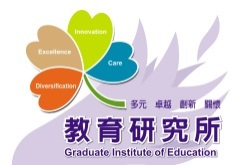 Innovation
Excellence
Care
Diversification
多元 卓越 創新 關懷
教育研究所
Graduate Institute of Education